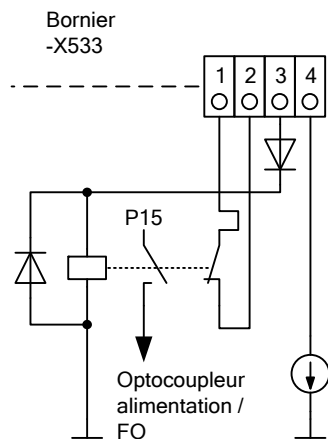 Bornier
-X533
1 2 3 4
P15
Optocoupleur
alimentation /
FO